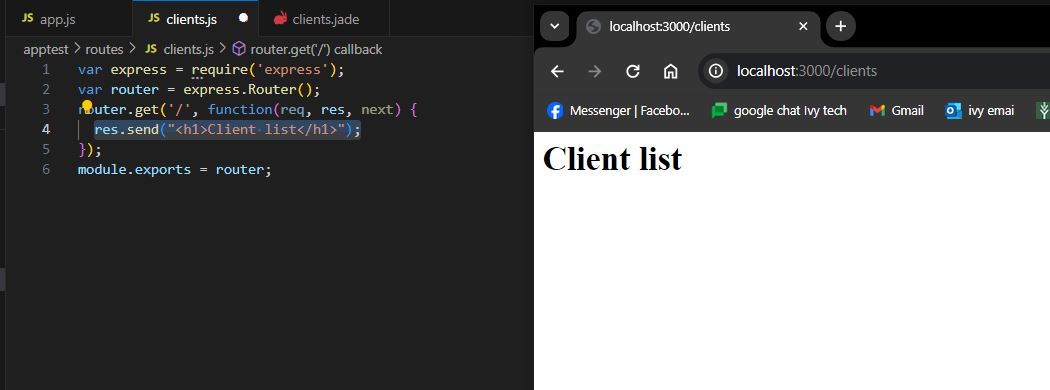 JS app.js
JS clients.js
clients.jade
apptest > routes > JS clients.js > router.get('/') callback
1 var express = require('express');
2 var router = express.Router();
3 router.get('/', function(req, res, next) {
4 res.send("<h1>Client list</h1>");
5 });
6 module.exports = router;
localhost:3000/clients
localhost:3000/clients
Messenger | Faceboo...
google chat Ivy tech
Gmail
ivy emai
Client list